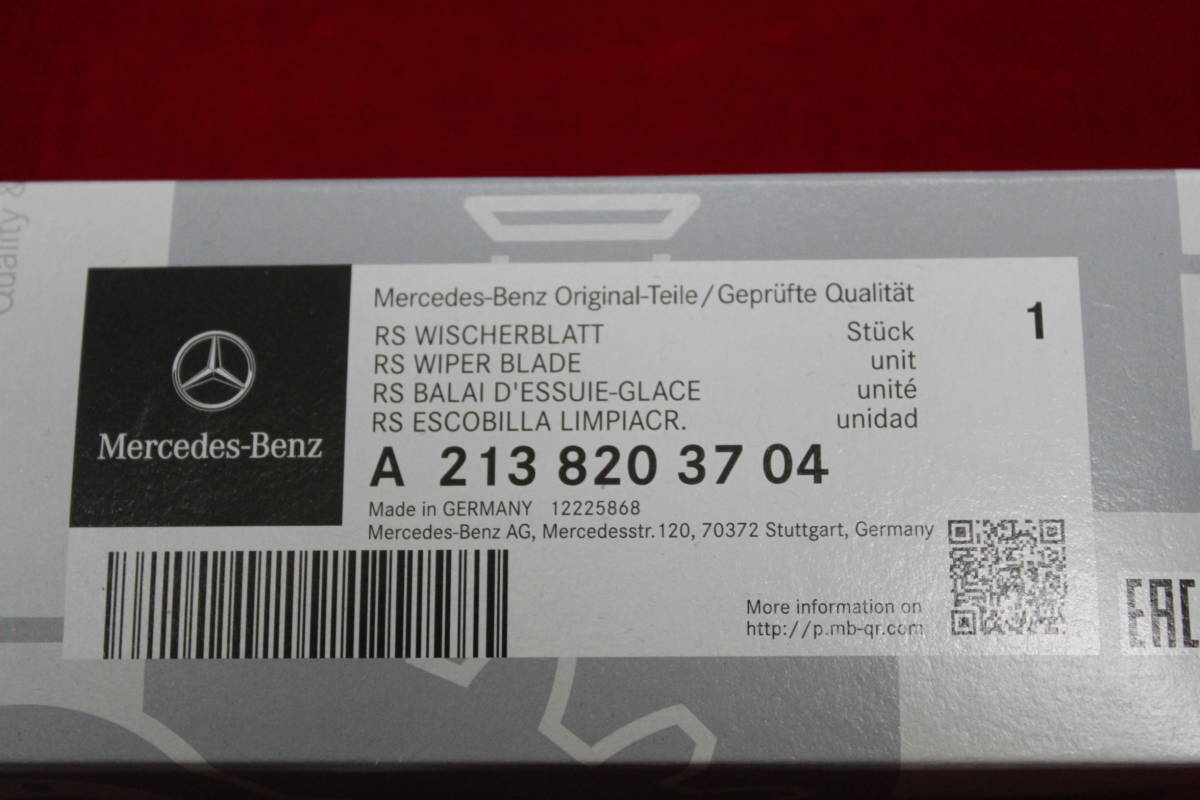 Quality &
Mercedes-Benz
Mercedes-Benz Original-Teile/Geprüfte Qualität
RS WISCHERBLATT Stück 1
RS WIPER BLADE unit
RS BALAI D'ESSUIE-GLACE unité
RS ESCOBILLA LIMPIACR. unidad
A 213 820 37 04
Made in GERMANY 12225868
Mercedes-Benz AG, Mercedesstr. 120, 70372 Stuttgart, Germany
More information on
http://p.mb-qr.com
EAC